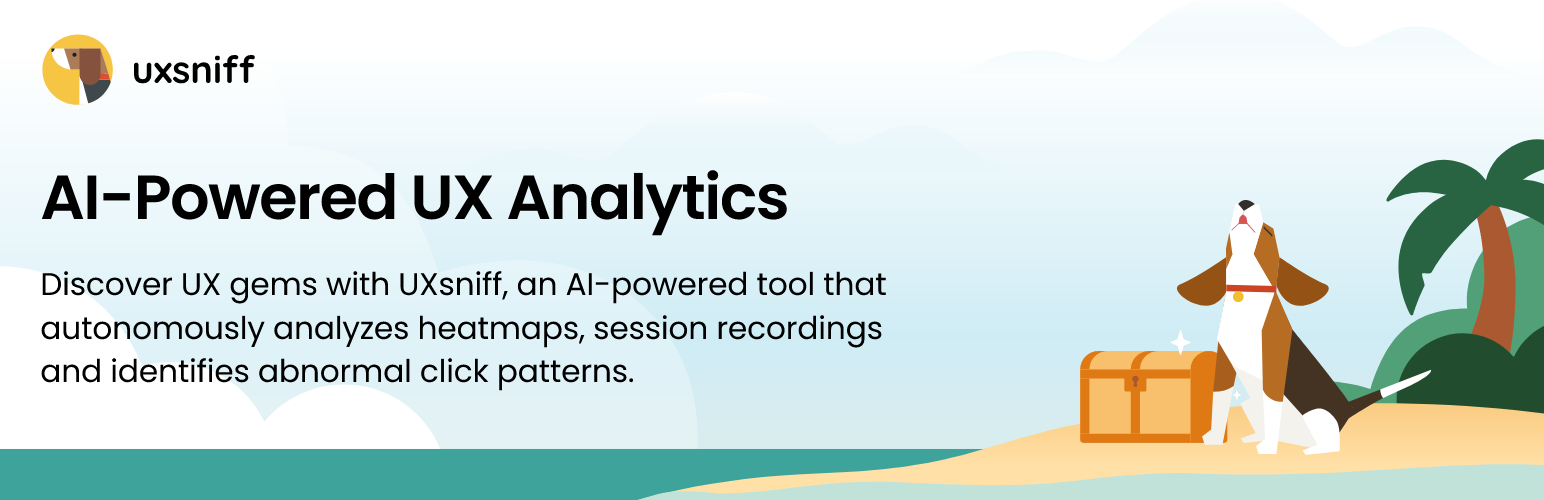 uxsniff
AI-Powered UX Analytics
Discover UX gems with UXsniff, an AI-powered tool that
autonomously analyzes heatmaps, session recordings
and identifies abnormal click patterns.